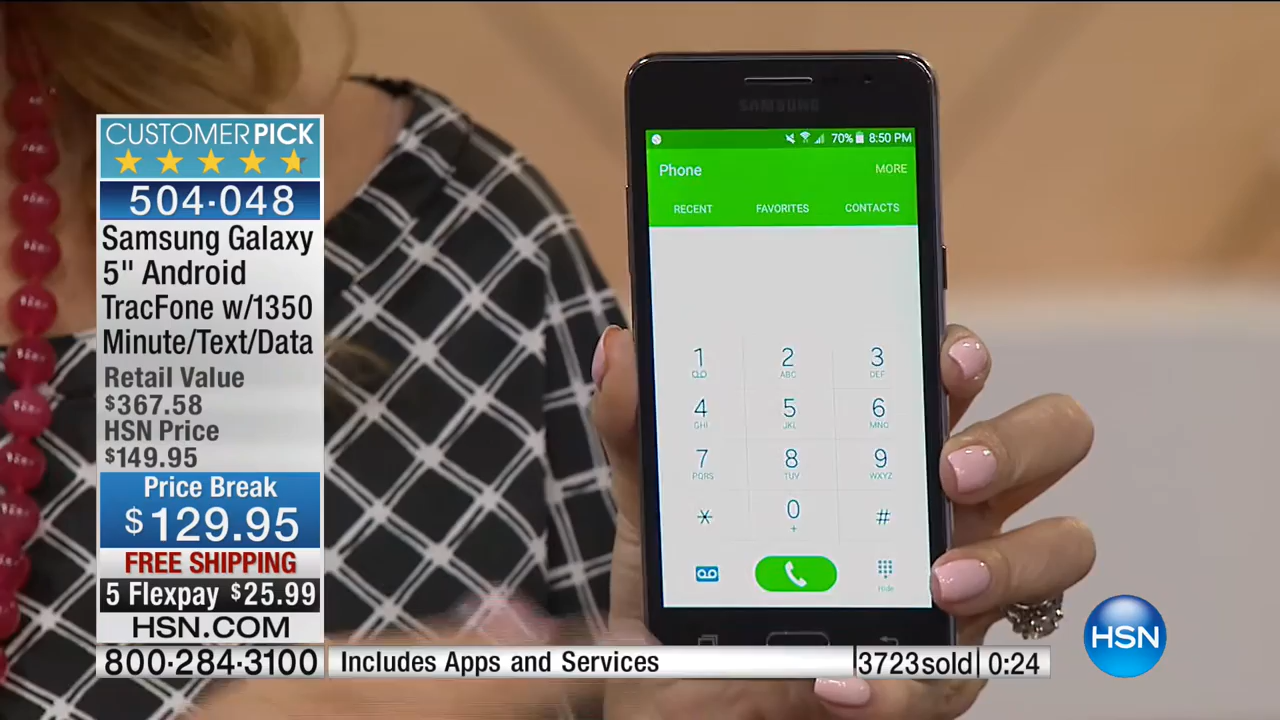 CUSTOMER PICK
504-048
Samsung Galaxy
5" Android
TracFone w/1350
Minute/Text/Data
Retail Value
$367.58
HSN Price
$149.95
Price Break
$129.95
FREE SHIPPING
5 Flexpay $25.99
HSN.COM
800-284-3100
Includes Apps and Services
3723sold
0:24
HSN
SAMSUNG
70% 8:50 PM
Phone
MORE
RECENT
FAVORITES
CONTACTS
1
2
ABC
3
DEF
4
GHI
5
JKL
6
MNO
7
PQRS
8
TUV
9
WXYZ
*
0
+
#
Hide